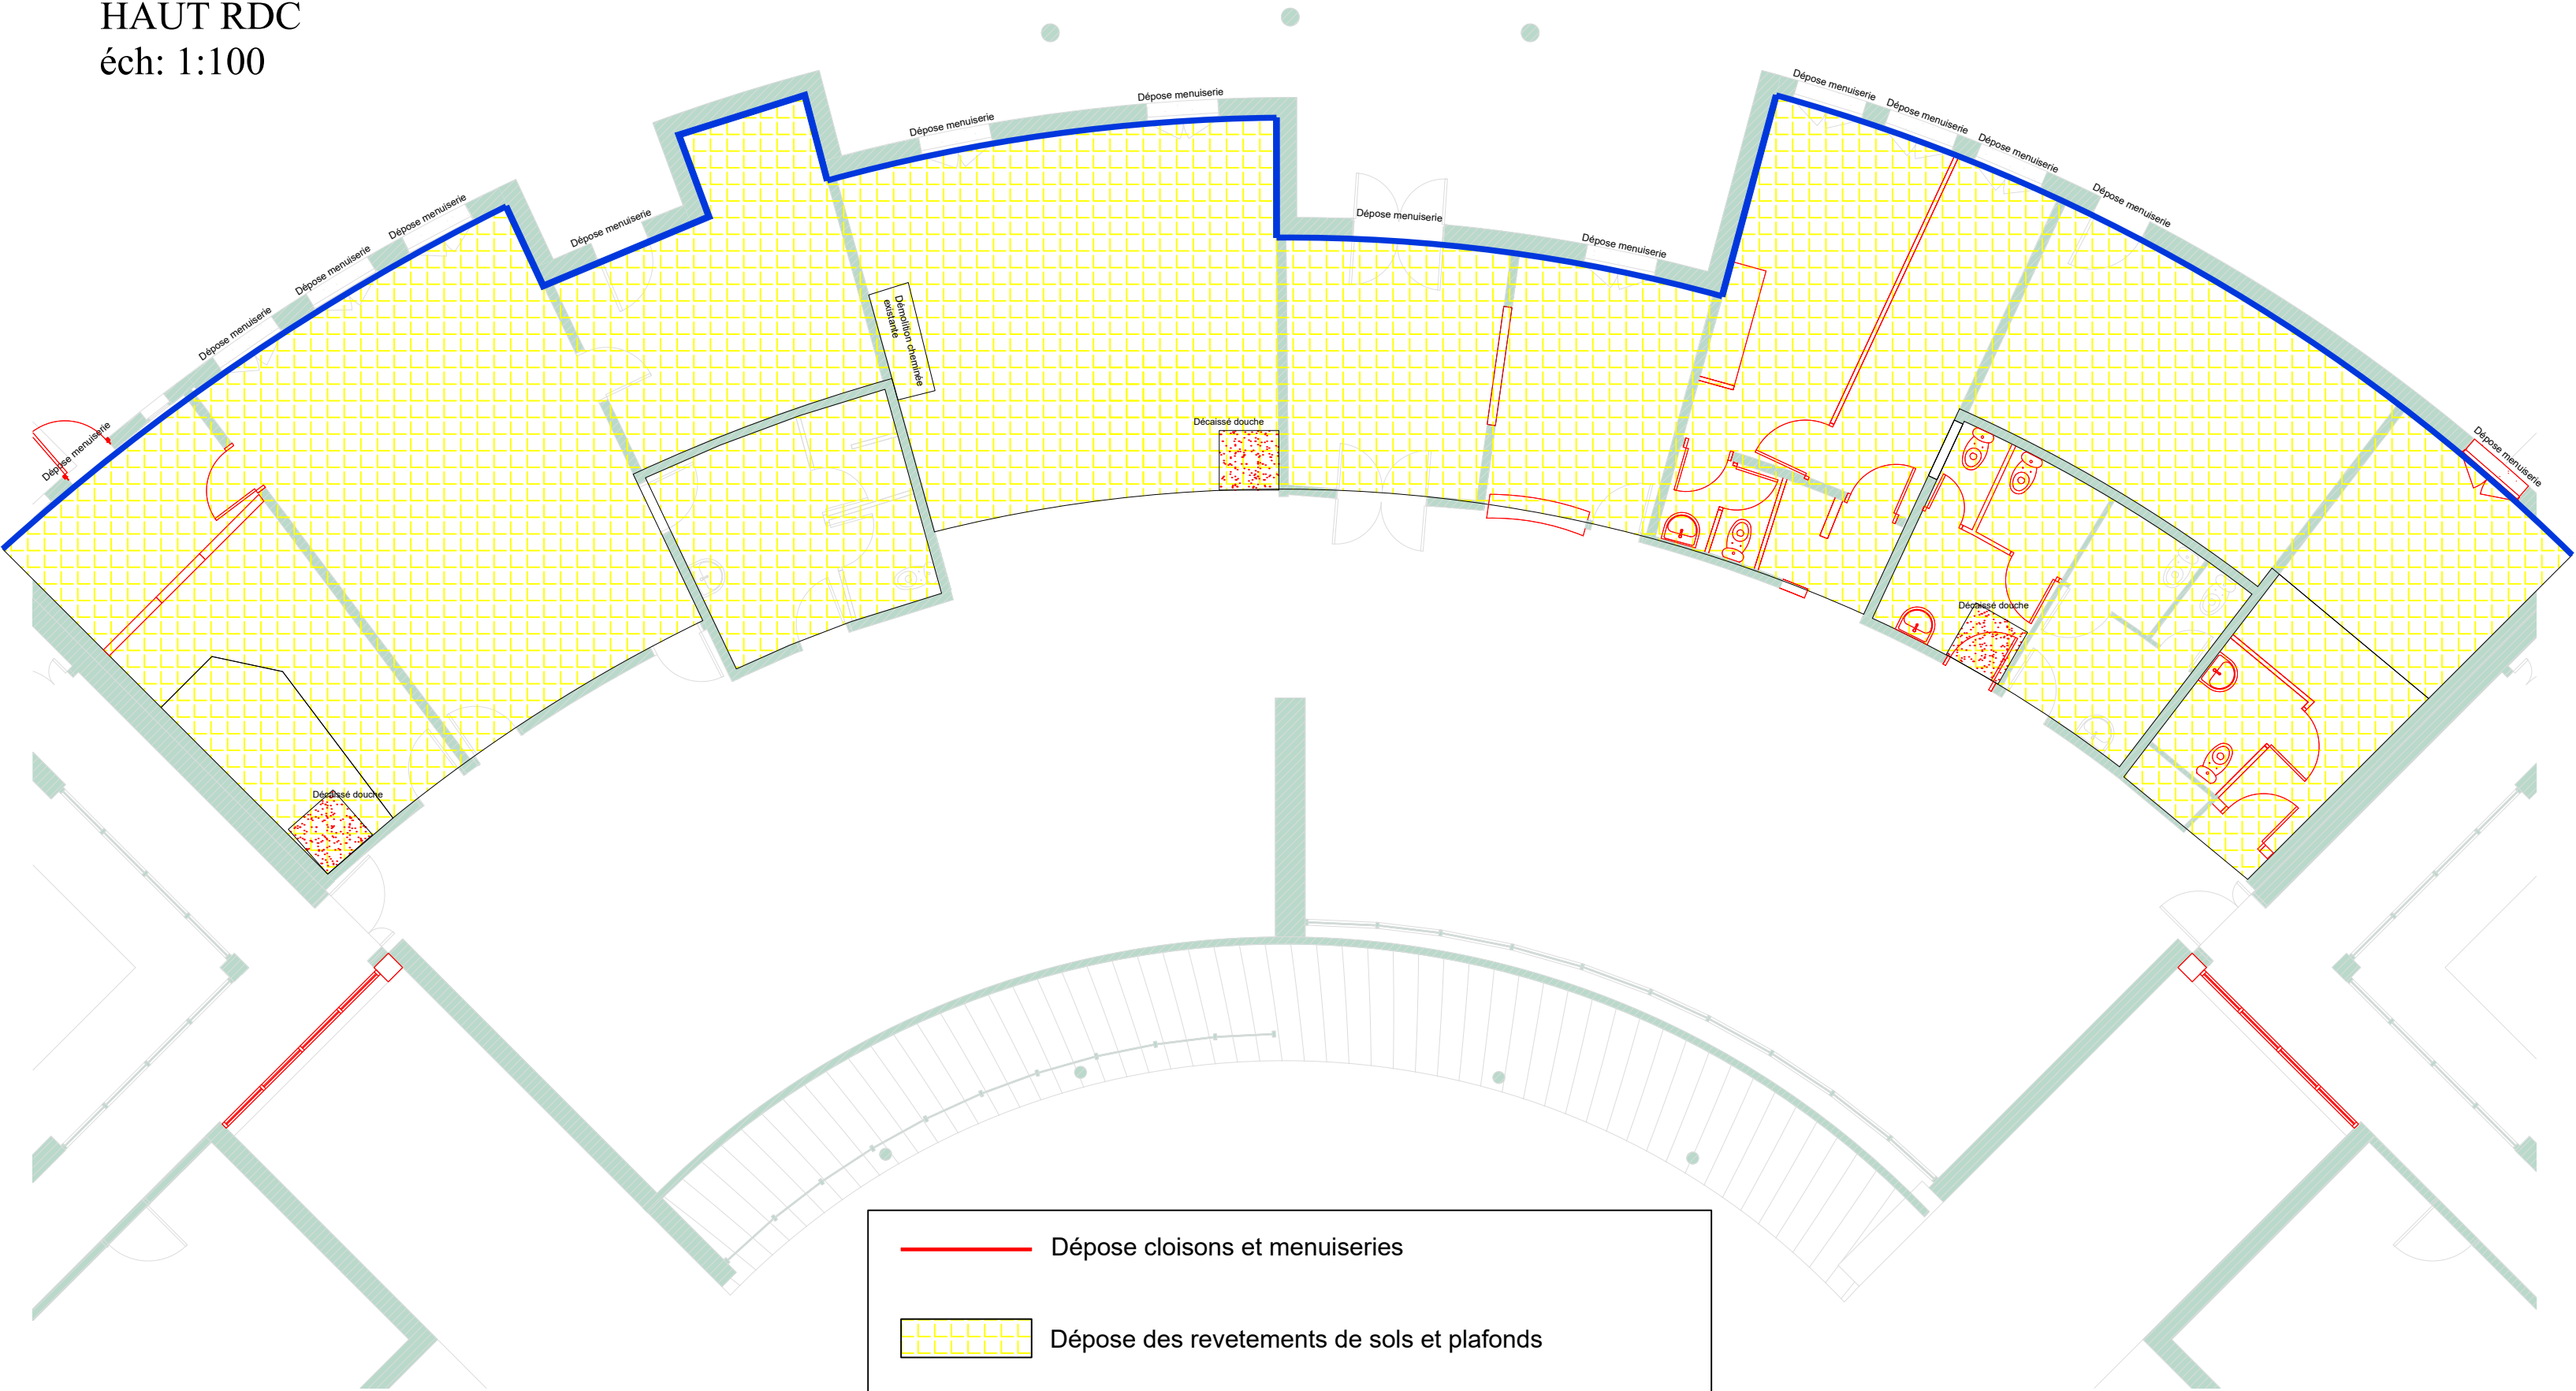 HAUT RDC
éch: 1:100
Dépose menuiserie
Dépose menuiserie
Dépose menuiserie
Dépose menuiserie
Dépose menuiserie
Dépose menuiserie
Dépose menuiserie
Dépose menuiserie
Dépose menuiserie
Dépose menuiserie
Dépose menuiserie
Dépose menuiserie
Dépose menuiserie
Dépose menuiserie
Démolition cheminée
existante
Décaissé douche
Décaissé douche
Décaissé douche
Dépose cloisons et menuiseries
Dépose des revetements de sols et plafonds